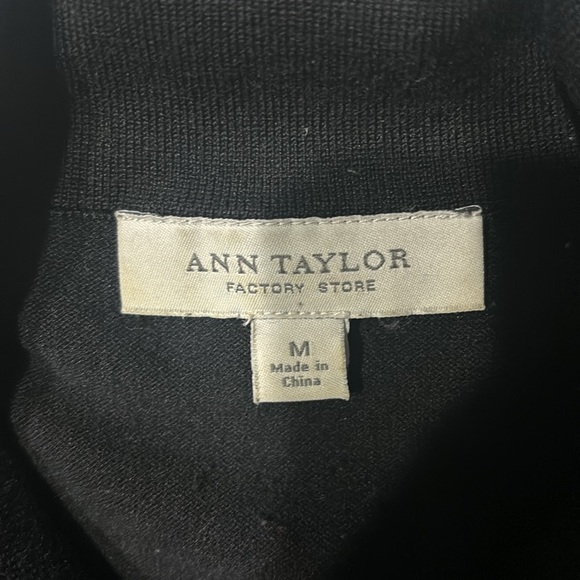 ANN TAYLOR
FACTORY STORE
M
Made in
China